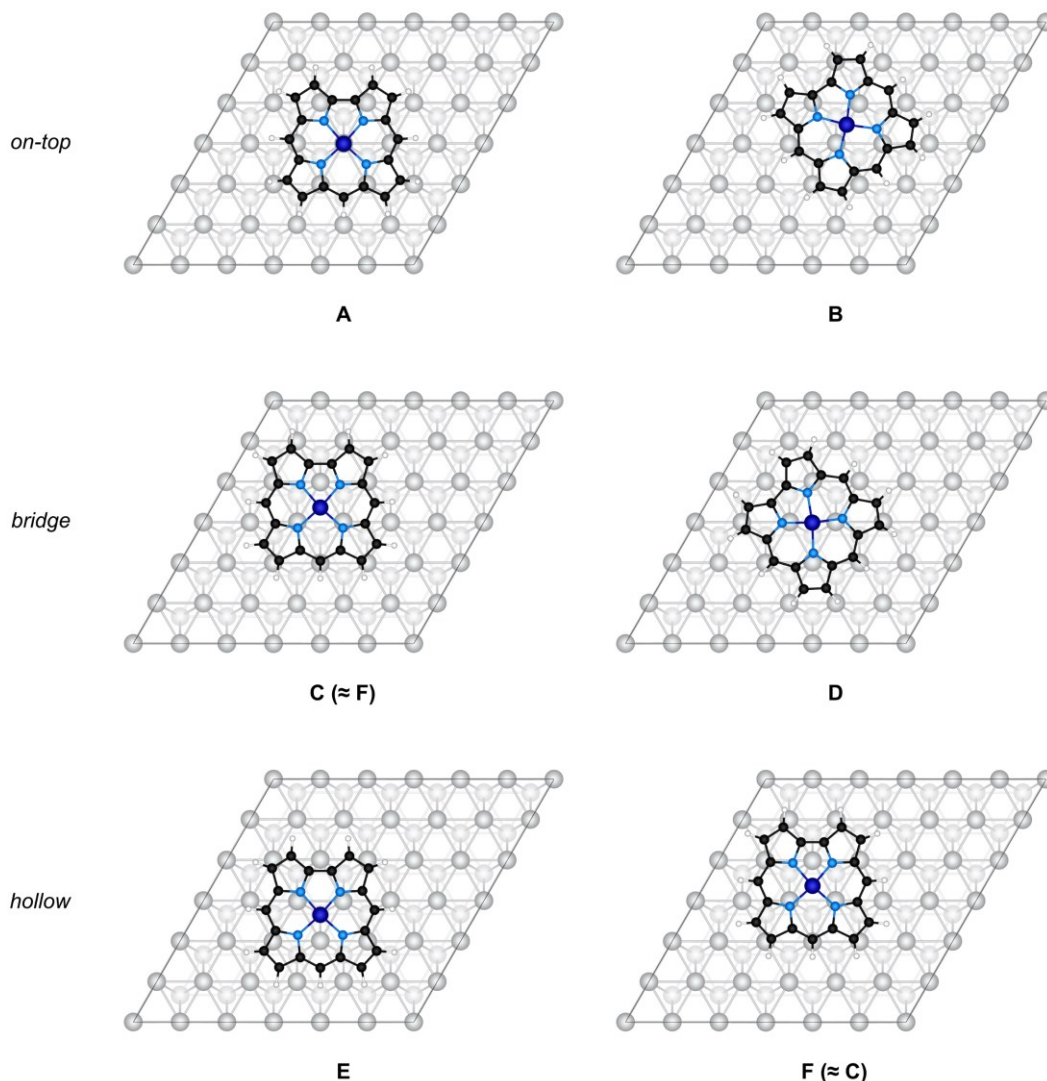 on-top
A
B
bridge
C (≈ F)
D
hollow
E
F (≈ C)